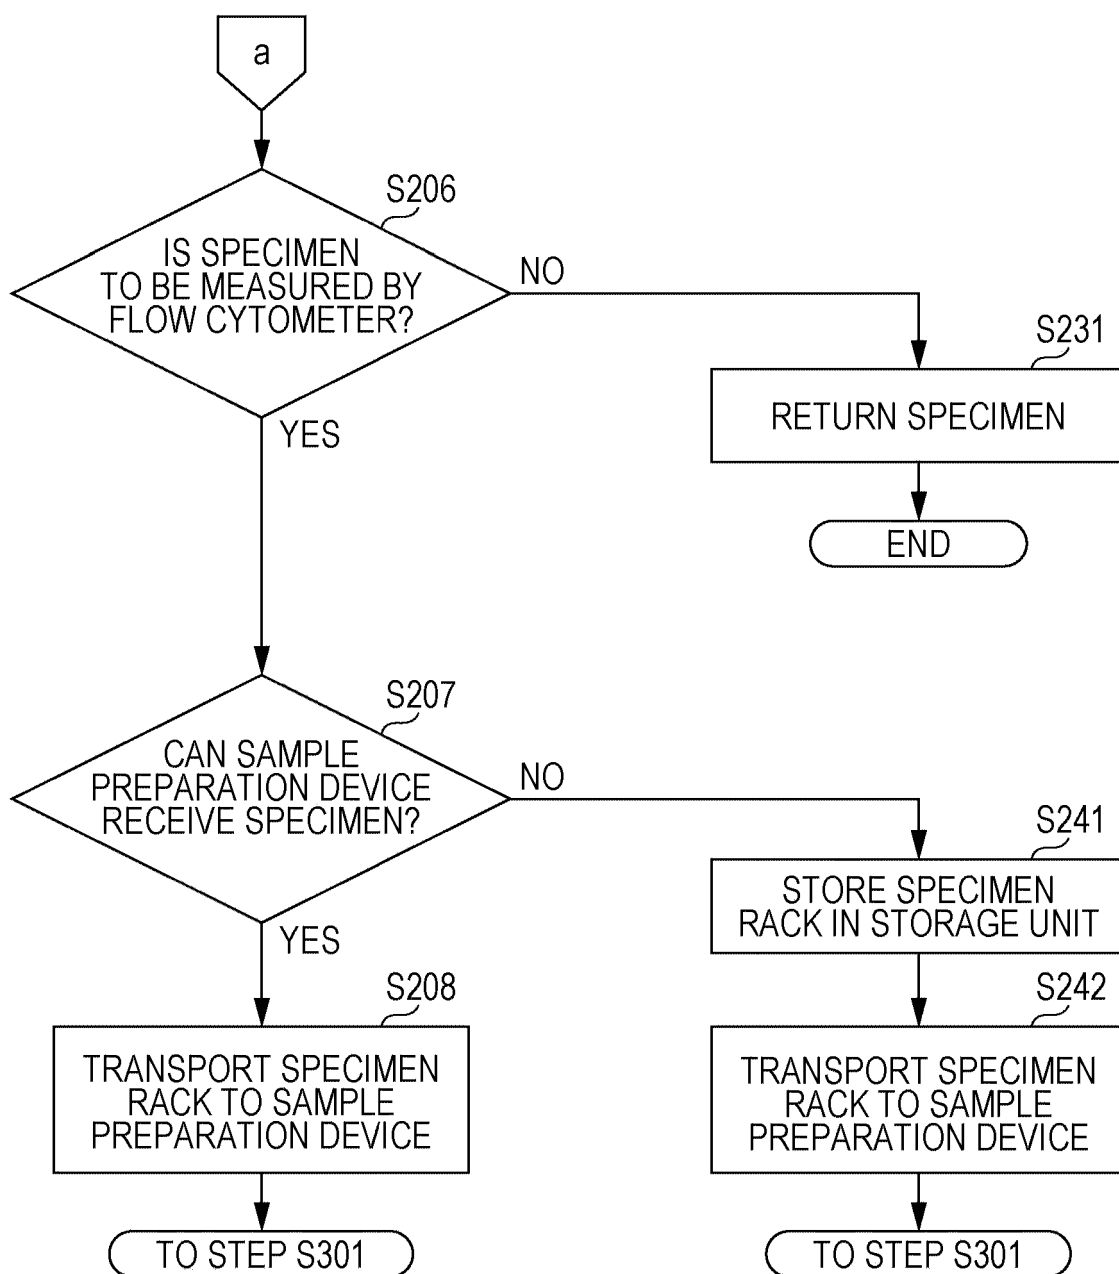 a
S206
IS SPECIMEN
TO BE MEASURED BY
FLOW CYTOMETER?
NO
YES
S231
RETURN SPECIMEN
END
S207
CAN SAMPLE
PREPARATION DEVICE
RECEIVE SPECIMEN?
NO
YES
S241
STORE SPECIMEN
RACK IN STORAGE UNIT
S208
TRANSPORT SPECIMEN
RACK TO SAMPLE
PREPARATION DEVICE
S242
TRANSPORT SPECIMEN
RACK TO SAMPLE
PREPARATION DEVICE
TO STEP S301
TO STEP S301